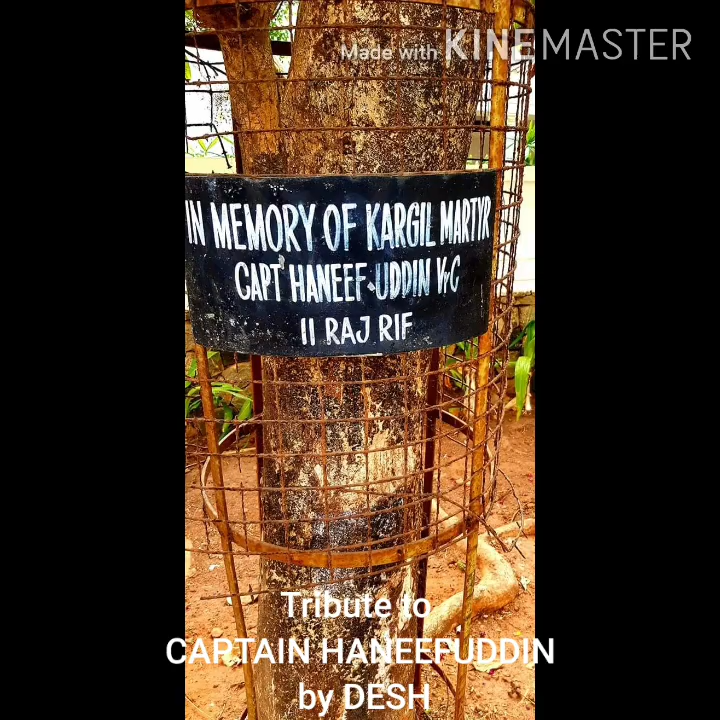 Made with KINEMASTER
IN MEMORY OF KARGIL MARTYR
CAPT HANEEF-UDDIN VrC
11 RAJ RIF
Tribute to
CAPTAIN HANEEFUDDIN
by DESH